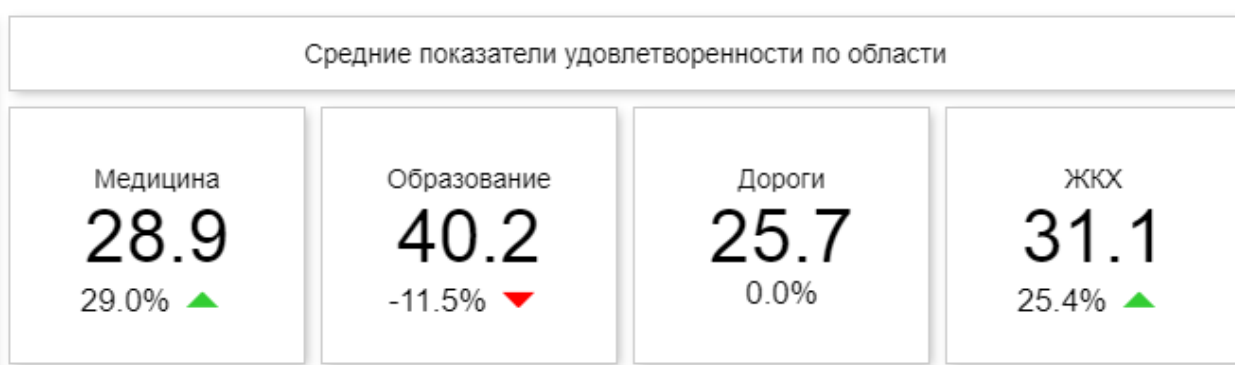 Средние показатели удовлетворенности по области
Медицина
28.9
29.0%
Образование
40.2
-11.5%
Дороги
25.7
0.0%
ЖКХ
31.1
25.4%